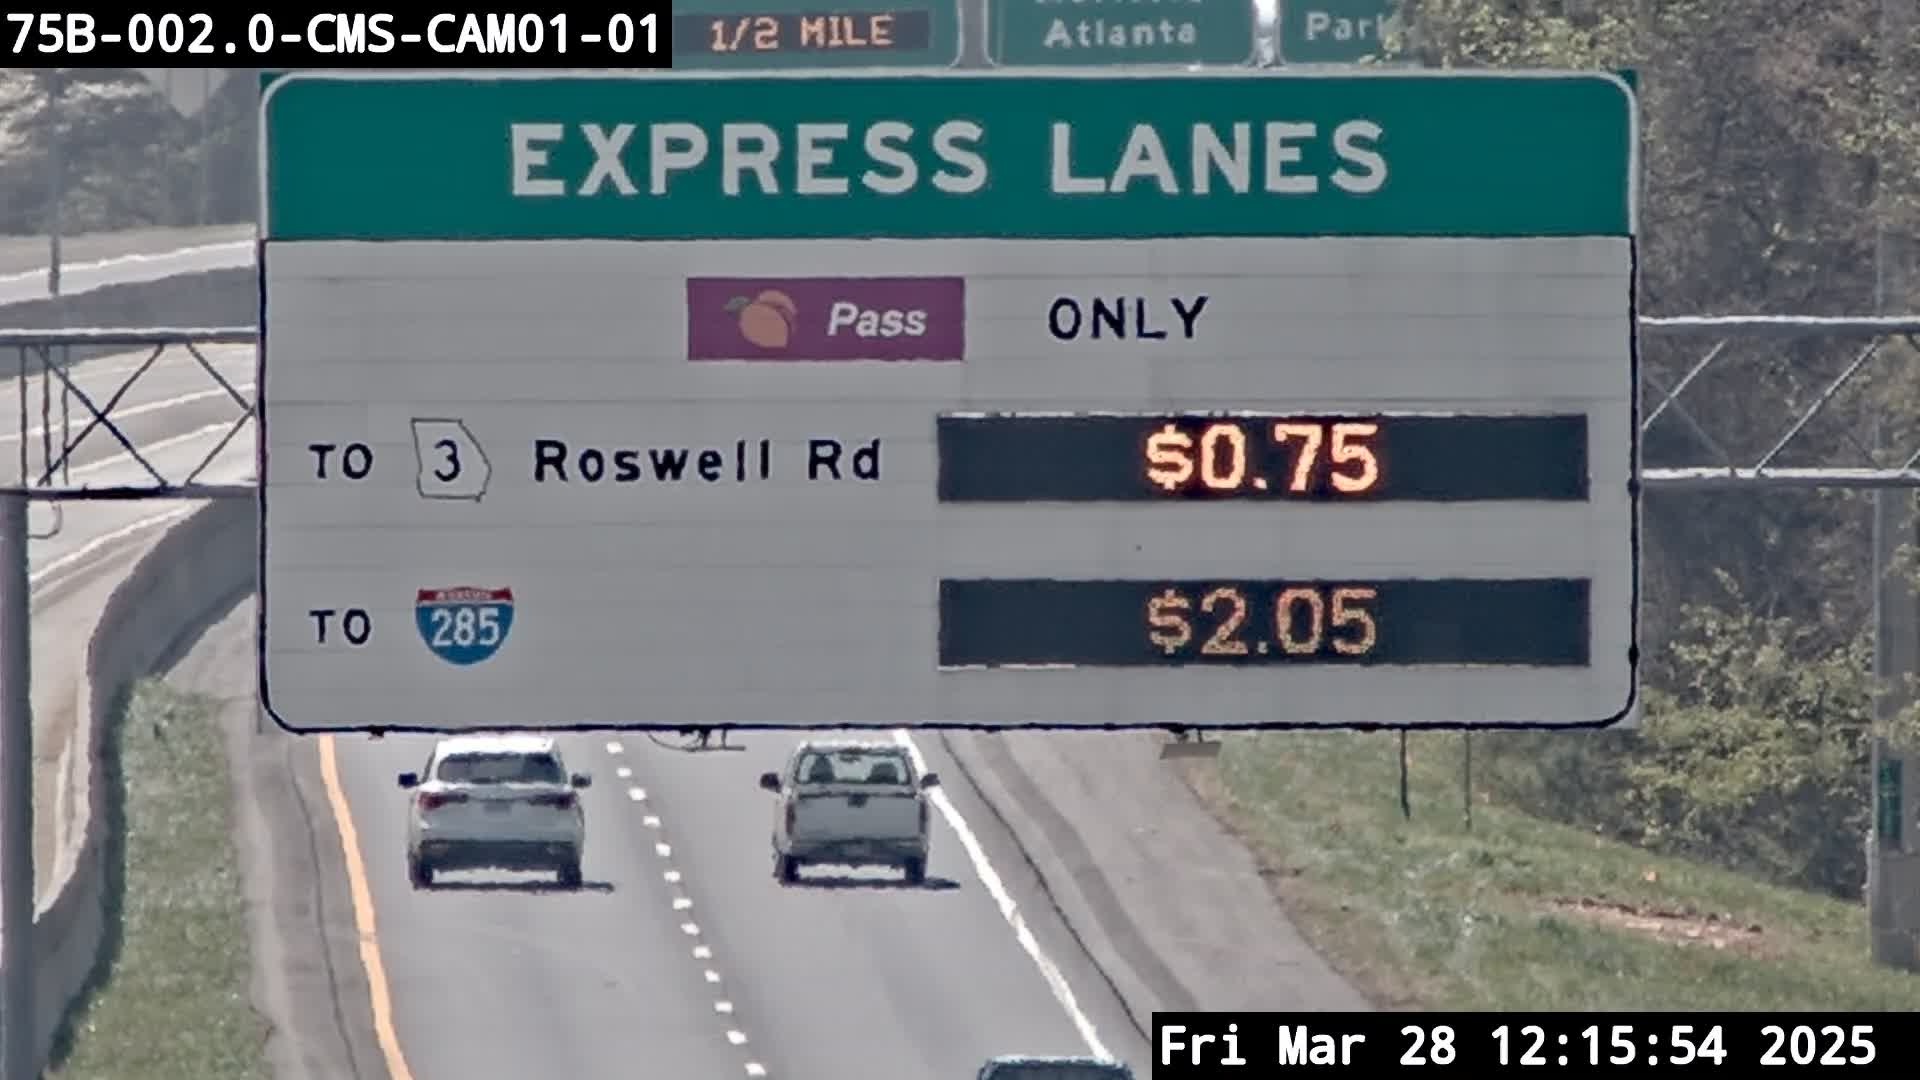 75B-002.0-CMS-CAM01-01
1/2 MILE
Atlanta
EXPRESS LANES
Pass ONLY
TO 3 Roswell Rd $0.75
TO 285 $2.05
Fri Mar 28 12:15:54 2025